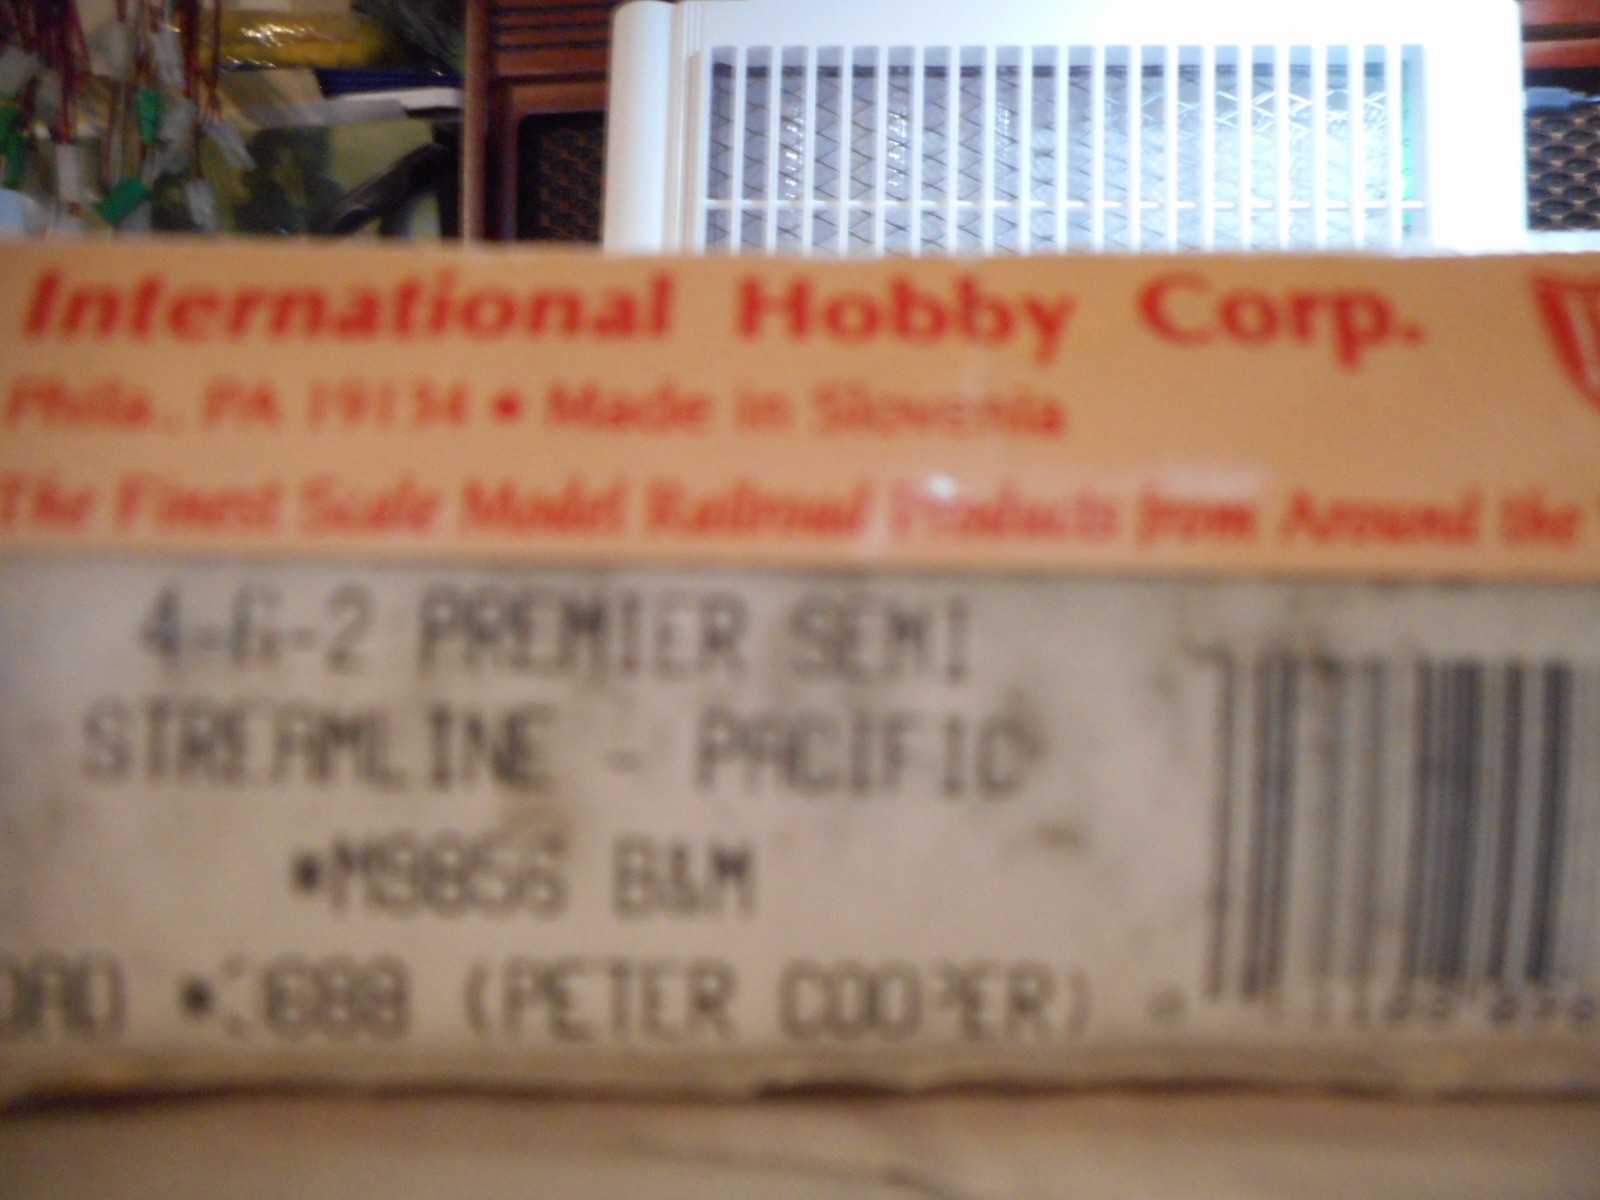 International Hobby Corp.
Phila., PA 19134 • Made in Slovenia
The Finest Scale Model Railroad Products from Around the
4-6-2 PREMIER SEMI
STREAMLINE - PACIFIC
•M9856 B&M
(PETER COOPER)